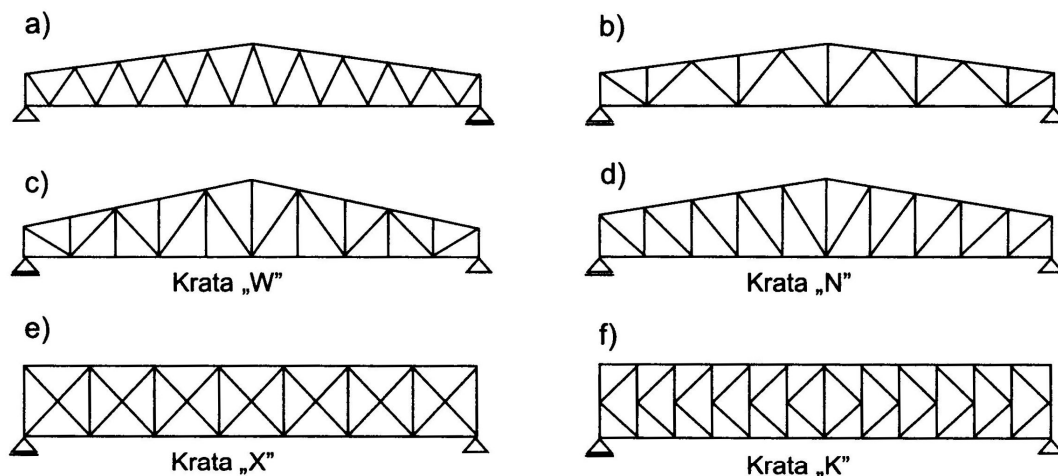 a)
b)
c)
d)
Krata „W”
Krata „N”
e)
f)
Krata „X”
Krata „K”